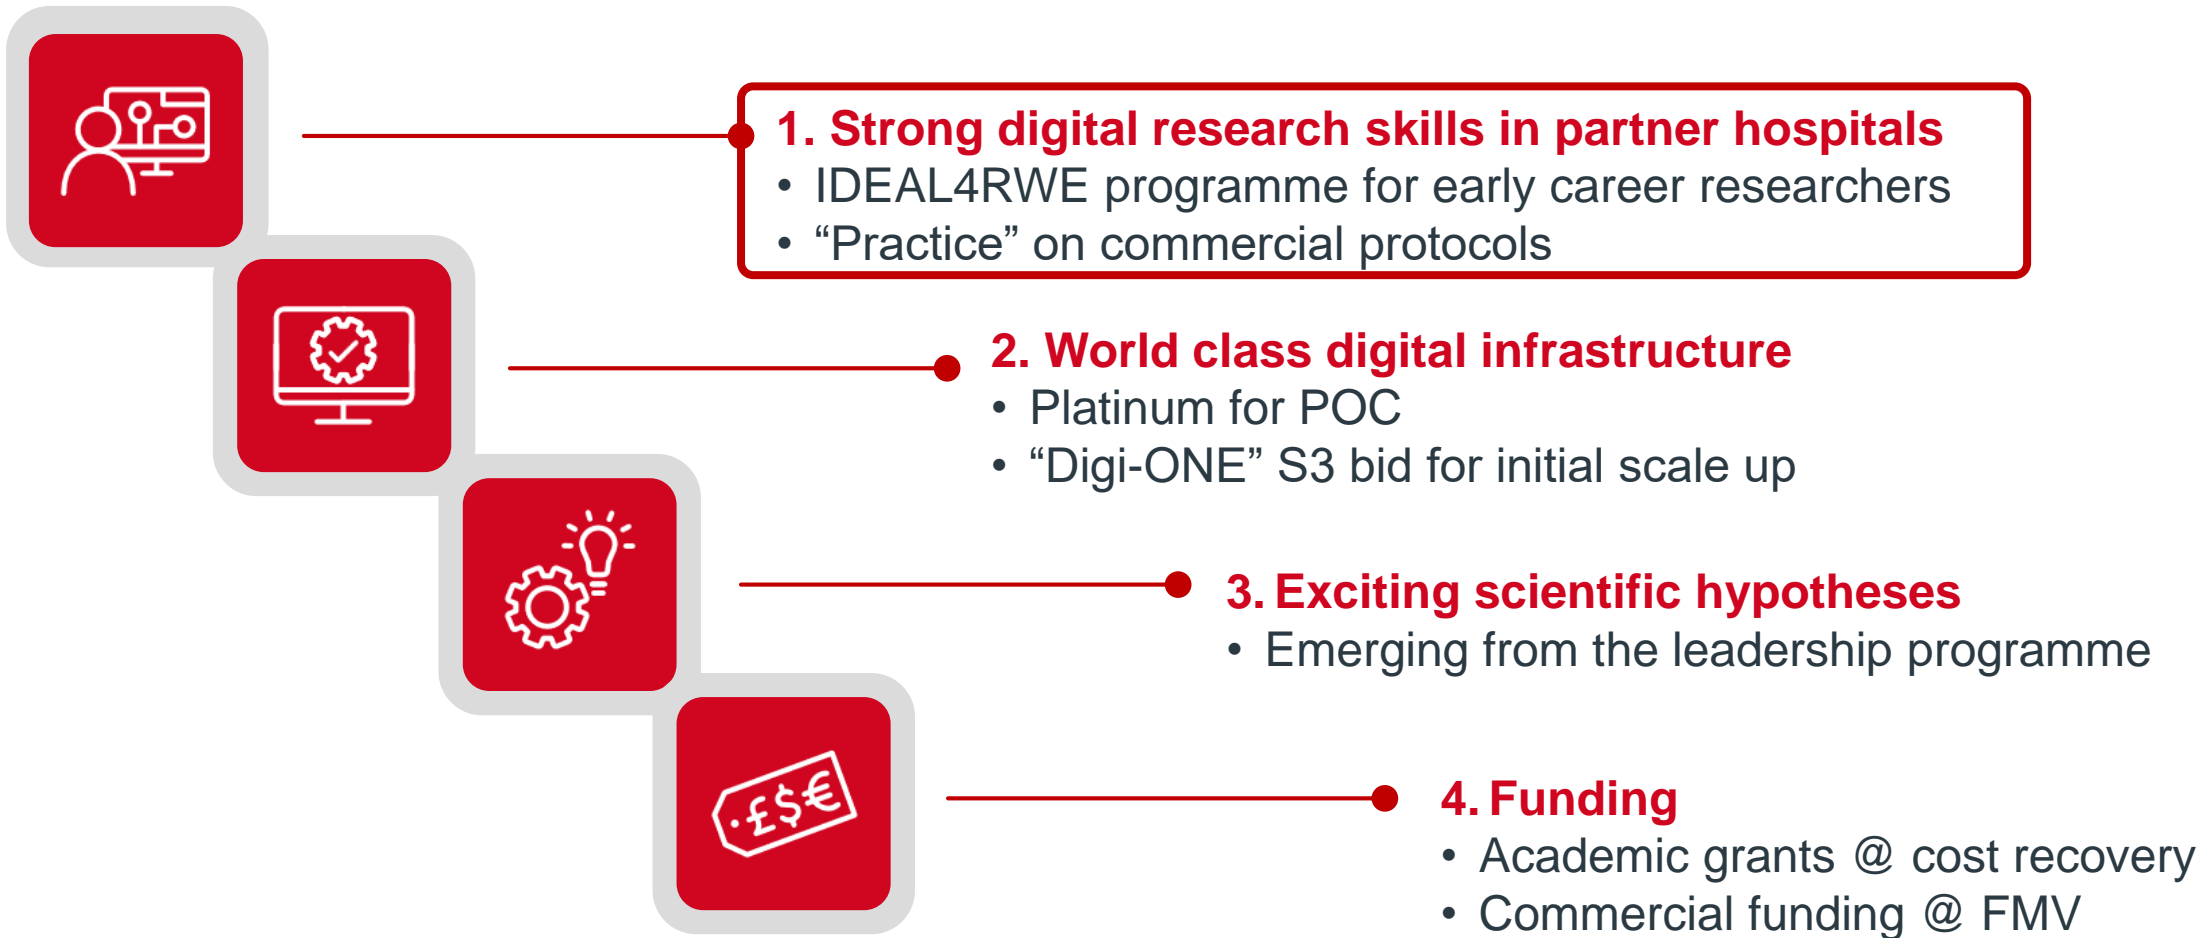 1. Strong digital research skills in partner hospitals
• IDEAL4RWE programme for early career researchers
• “Practice” on commercial protocols
2. World class digital infrastructure
• Platinum for POC
• “Digi-ONE” S3 bid for initial scale up
3. Exciting scientific hypotheses
• Emerging from the leadership programme
£$€
4. Funding
• Academic grants @ cost recovery
• Commercial funding @ FMV